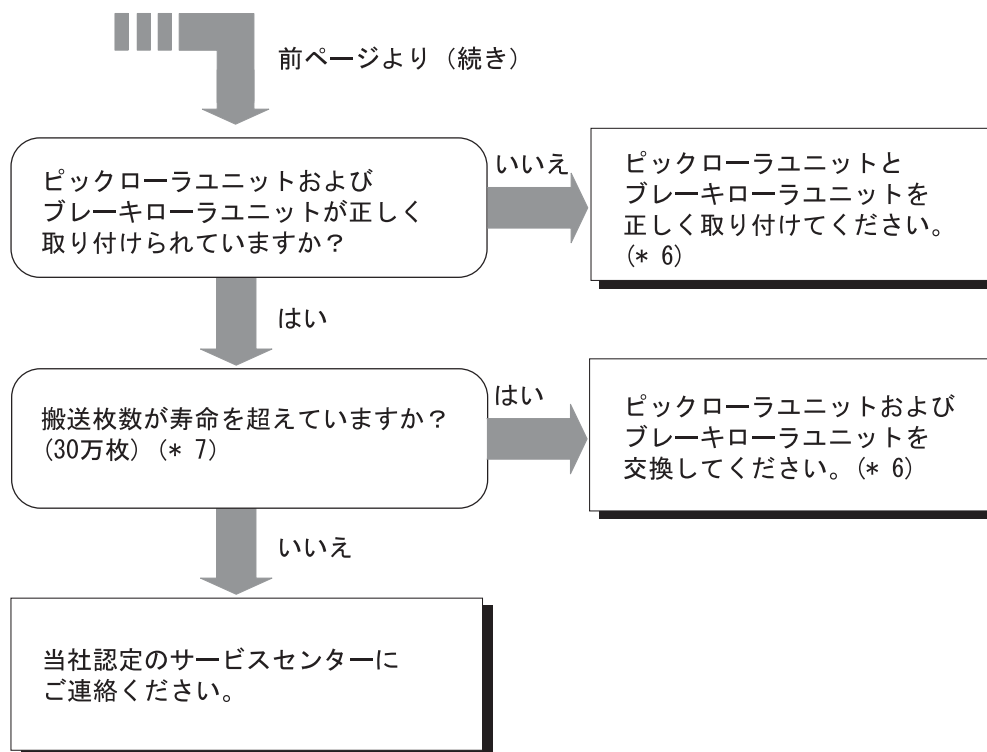 前ページより（続き）
ピックローラユニットおよび
ブレーキローラユニットが正しく
取り付けられていますか？
いいえ
ピックローラユニットと
ブレーキローラユニットを
正しく取り付けてください。
(* 6)
はい
搬送枚数が寿命を超えていますか？
(30万枚) (* 7)
はい
ピックローラユニットおよび
ブレーキローラユニットを
交換してください。(* 6)
いいえ
当社認定のサービスセンターに
ご連絡ください。